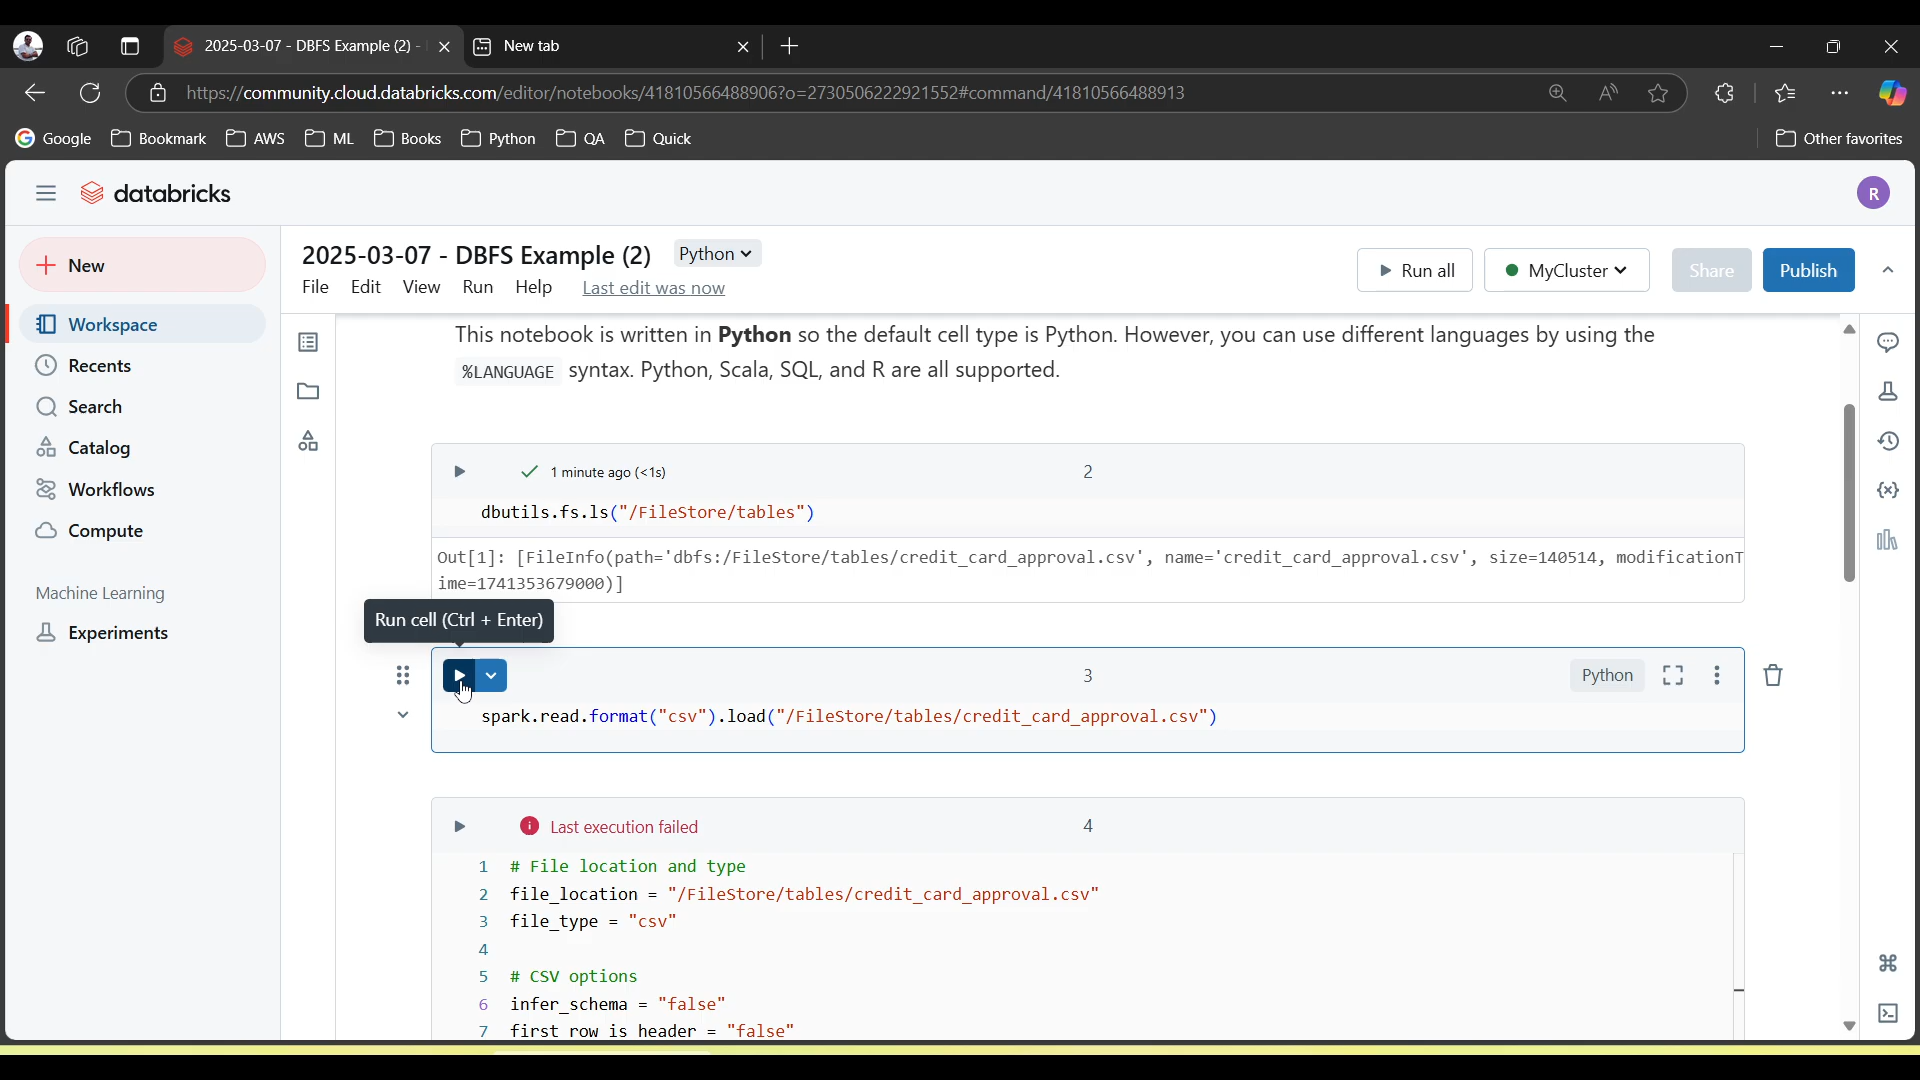 2025-03-07 - DBFS Example (2) -
New tab
https://community.cloud.databricks.com/editor/notebooks/41810566488906?o=2730506222921552#command/41810566488913
Google Bookmark AWS ML Books Python QA Quick Other favorites
databricks
R
New
2025-03-07 - DBFS Example (2) Python
File Edit View Run Help Last edit was now
Run all MyCluster Share Publish
Workspace
Recents
Search
Catalog
Workflows
Compute
Machine Learning
Experiments
This notebook is written in Python so the default cell type is Python. However, you can use different languages by using the
%LANGUAGE syntax. Python, Scala, SQL, and R are all supported.
1 minute ago (<1s) 2
dbutils.fs.ls("/FileStore/tables")
Out[1]: [FileInfo(path='dbfs:/FileStore/tables/credit_card_approval.csv', name='credit_card_approval.csv', size=140514, modificationT
ime=1741353679000)]
Run cell (Ctrl + Enter)
3 Python
spark.read.format("csv").load("/FileStore/tables/credit_card_approval.csv")
Last execution failed 4
1 # File location and type
2 file_location = "/FileStore/tables/credit_card_approval.csv"
3 file_type = "csv"
4
5 # CSV options
6 infer_schema = "false"
7 first_row_is_header = "false"